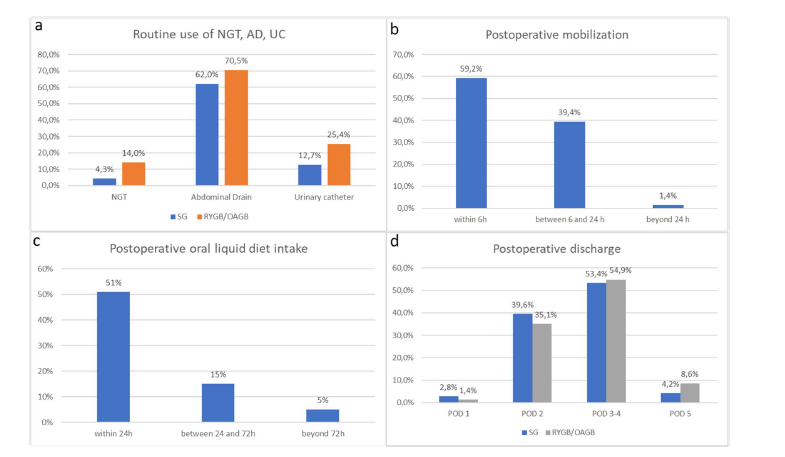 a
Routine use of NGT, AD, UC
80,0%
70,0%
60,0%
50,0%
40,0%
30,0%
20,0%
10,0%
0,0%
4,3%
14,0%
62,0%
70,5%
12,7%
25,4%
NGT
Abdominal Drain
Urinary catheter
SG RYGB/OAGB
b
Postoperative mobilization
70,0%
60,0%
50,0%
40,0%
30,0%
20,0%
10,0%
0,0%
59,2%
39,4%
1,4%
within 6h
between 6 and 24 h
beyond 24 h
c
Postoperative oral liquid diet intake
60%
50%
40%
30%
20%
10%
0%
51%
15%
5%
within 24h
between 24 and 72h
beyond 72h
d
Postoperative discharge
60,0%
50,0%
40,0%
30,0%
20,0%
10,0%
0,0%
2,8%
1,4%
39,6%
35,1%
53,4%
54,9%
4,2%
8,6%
POD 1
POD 2
POD 3-4
POD 5
SG RYGB/OAGB